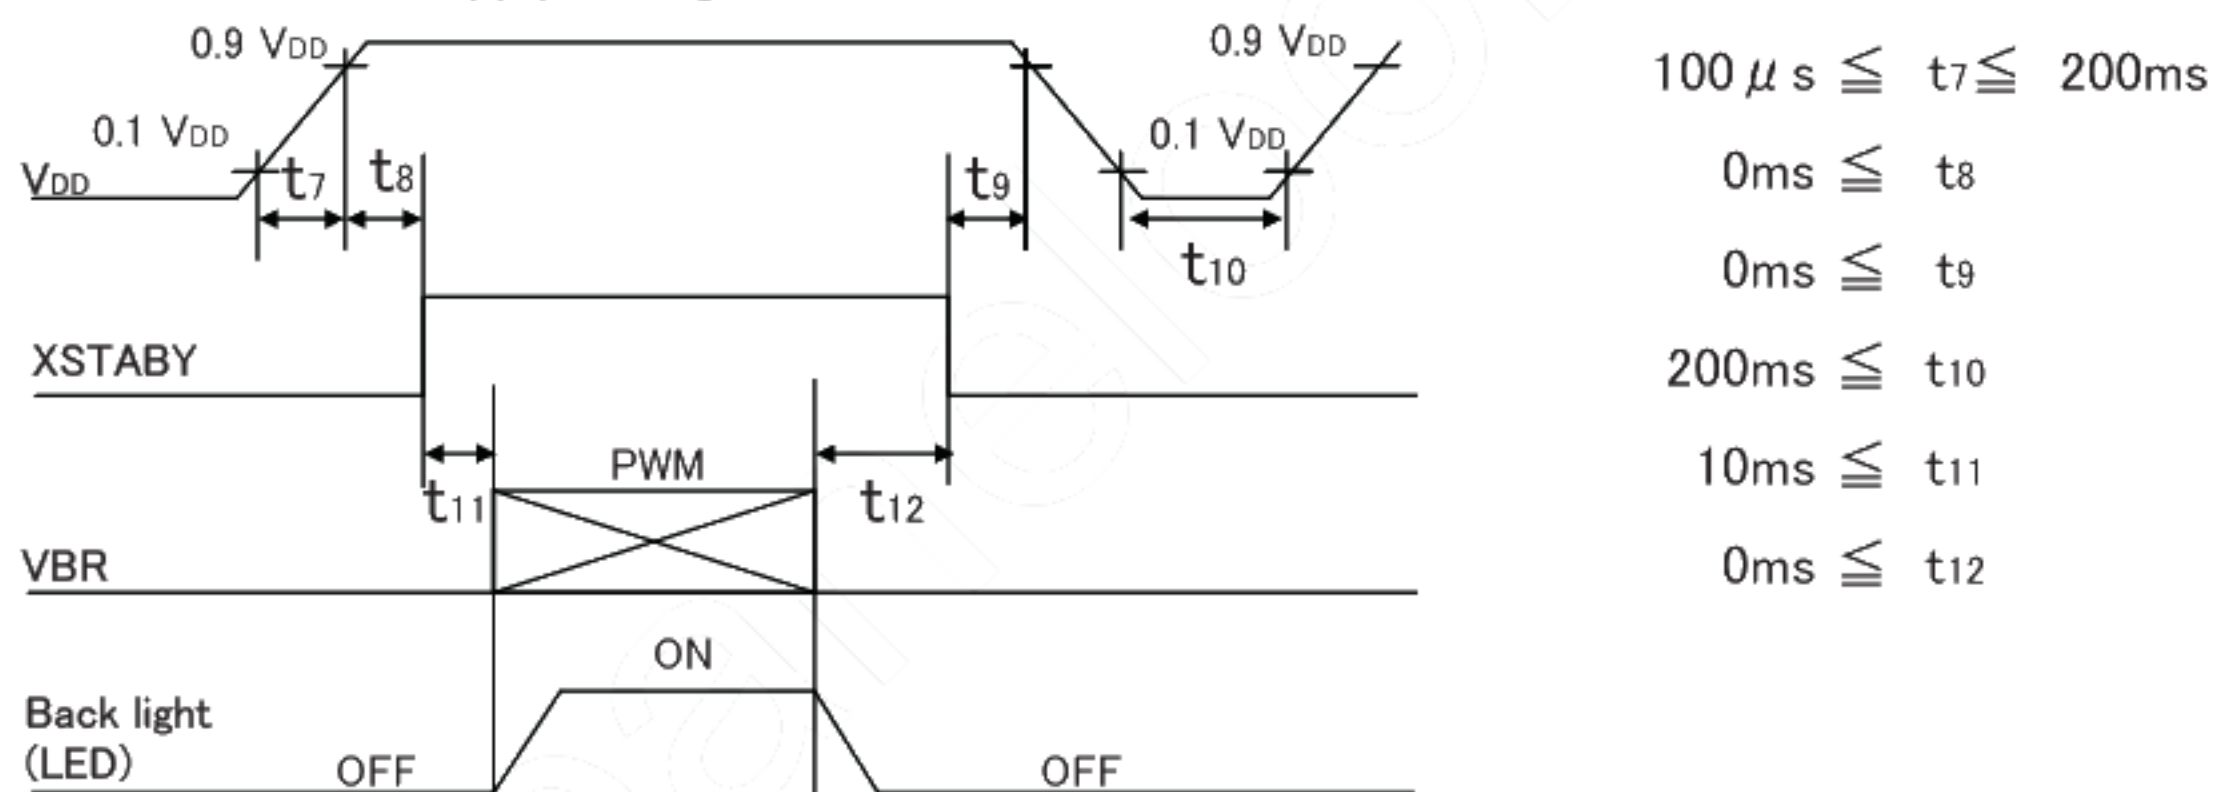 0.9 VDD
0.9 VDD
100μs ≦ t7≦ 200ms
0.1 VDD
0.1 VDD
VDD
t7
t8
t9
0ms ≦ t8
t10
0ms ≦ t9
XSTABY
200ms ≦ t10
PWM
t11
t12
10ms ≦ t11
VBR
0ms ≦ t12
ON
Back light
(LED)
OFF
OFF